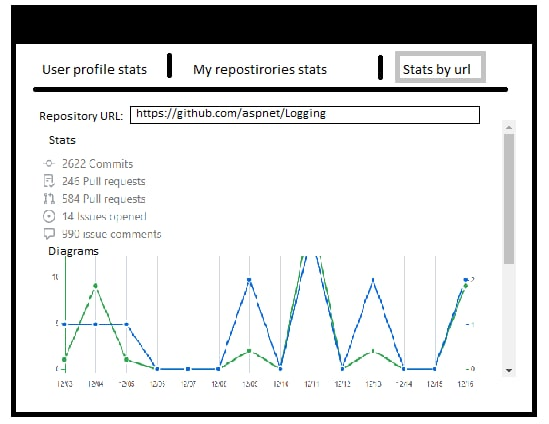 User profile stats
My repostirories stats
Stats by url
Repository URL:
https://github.com/aspnet/Logging
Stats
2622 Commits
246 Pull requests
584 Pull requests
14 Issues opened
990 issue comments
Diagrams
10
5
0
2
1
0
12/03 12/04 12/05 12/06 12/07 12/08 12/09 12/10 12/11 12/12 12/13 12/14 12/15 12/16